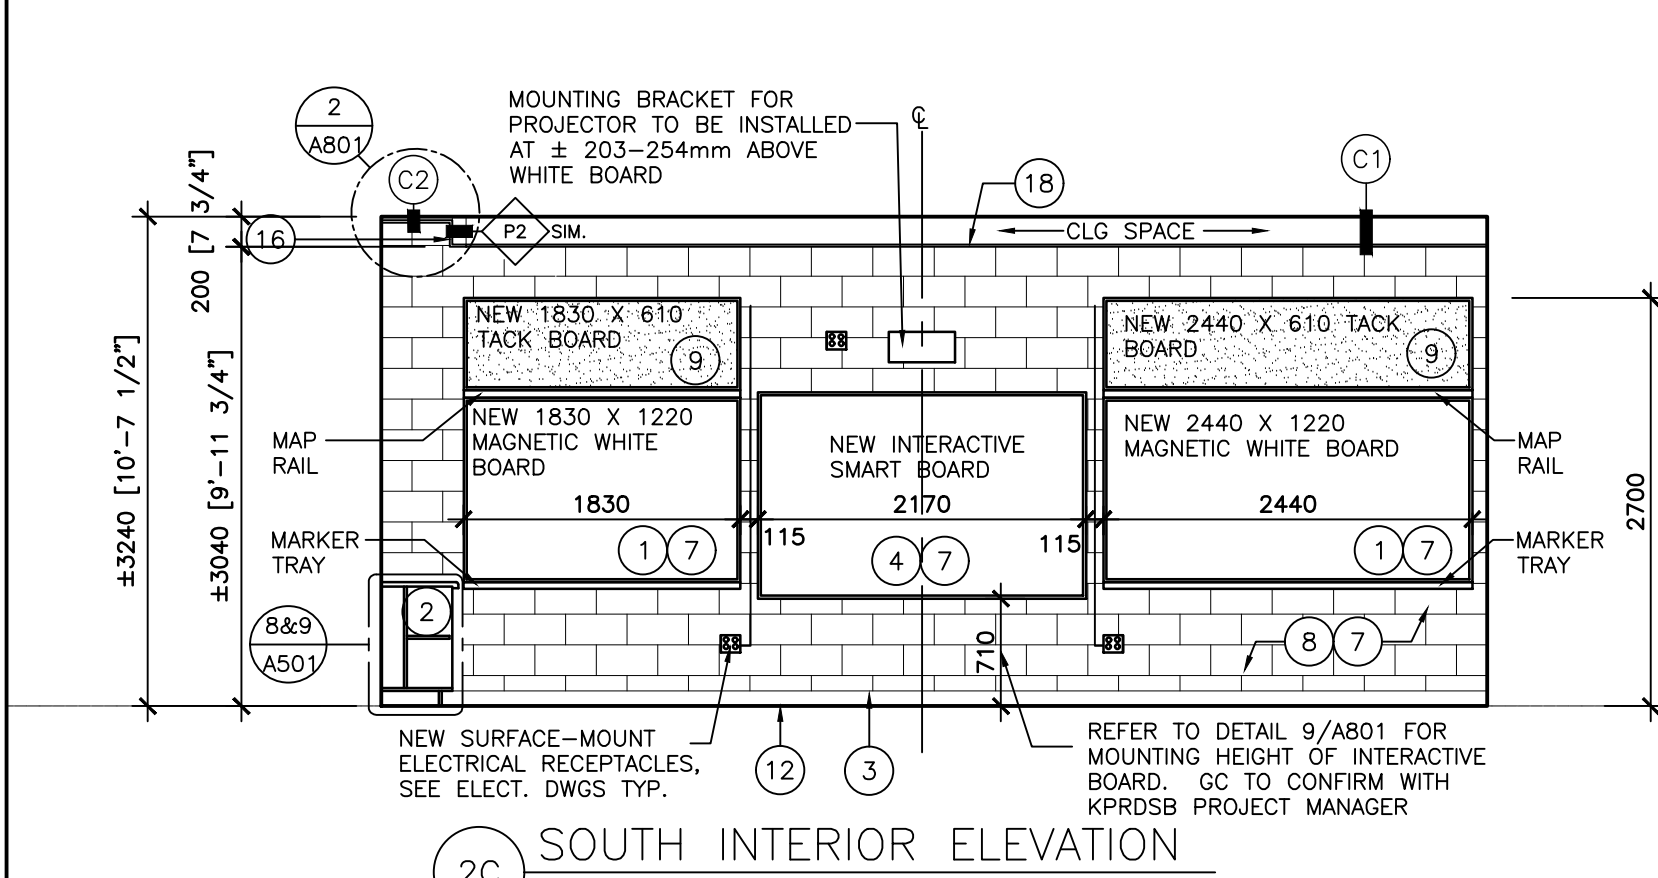 2
A801
MOUNTING BRACKET FOR
PROJECTOR TO BE INSTALLED
AT ± 203-254mm ABOVE
WHITE BOARD
℄
C2
C1
18
16
P2
SIM.
CLG SPACE
200 [7 3/4"]
±3240 [10'-7 1/2"]
±3040 [9'-11 3/4"]
NEW 1830 X 610
TACK BOARD
9
NEW 2440 X 610 TACK
BOARD
9
MAP
RAIL
NEW 1830 X 1220
MAGNETIC WHITE
BOARD
1830
1
7
NEW INTERACTIVE
SMART BOARD
2170
115
115
4
7
NEW 2440 X 1220
MAGNETIC WHITE BOARD
2440
1
7
MAP
RAIL
2700
MARKER
TRAY
MARKER
TRAY
2
8&9
A501
710
8
7
NEW SURFACE-MOUNT
ELECTRICAL RECEPTACLES,
SEE ELECT. DWGS TYP.
12
3
REFER TO DETAIL 9/A801 FOR
MOUNTING HEIGHT OF INTERACTIVE
BOARD. GC TO CONFIRM WITH
KPRDSB PROJECT MANAGER
2C
SOUTH INTERIOR ELEVATION